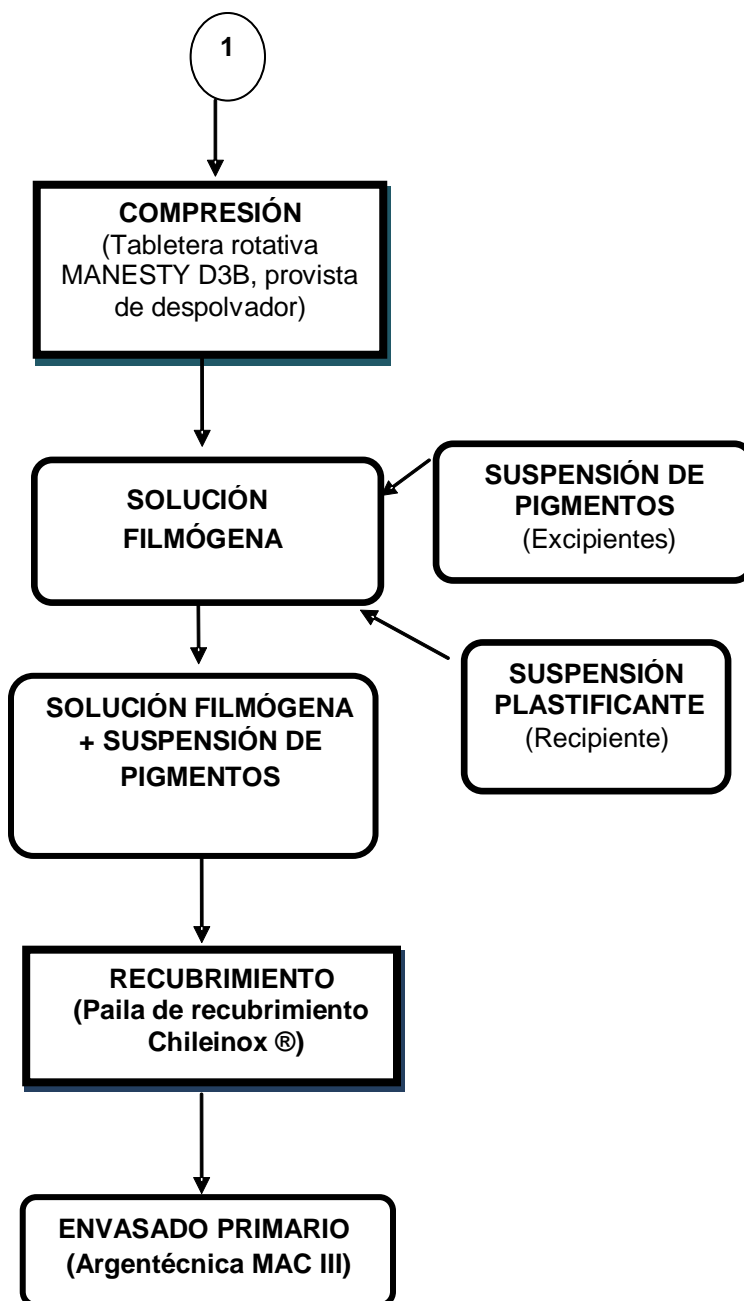 1
COMPRESIÓN
(Tabletera rotativa
MANESTY D3B, provista
de despolvador)
SOLUCIÓN
FILMÓGENA
SUSPENSIÓN DE
PIGMENTOS
(Excipientes)
SUSPENSIÓN
PLASTIFICANTE
(Recipiente)
SOLUCIÓN FILMÓGENA
+ SUSPENSIÓN DE
PIGMENTOS
RECUBRIMIENTO
(Paila de recubrimiento
Chileinox ®)
ENVASADO PRIMARIO
(Argentécnica MAC III)